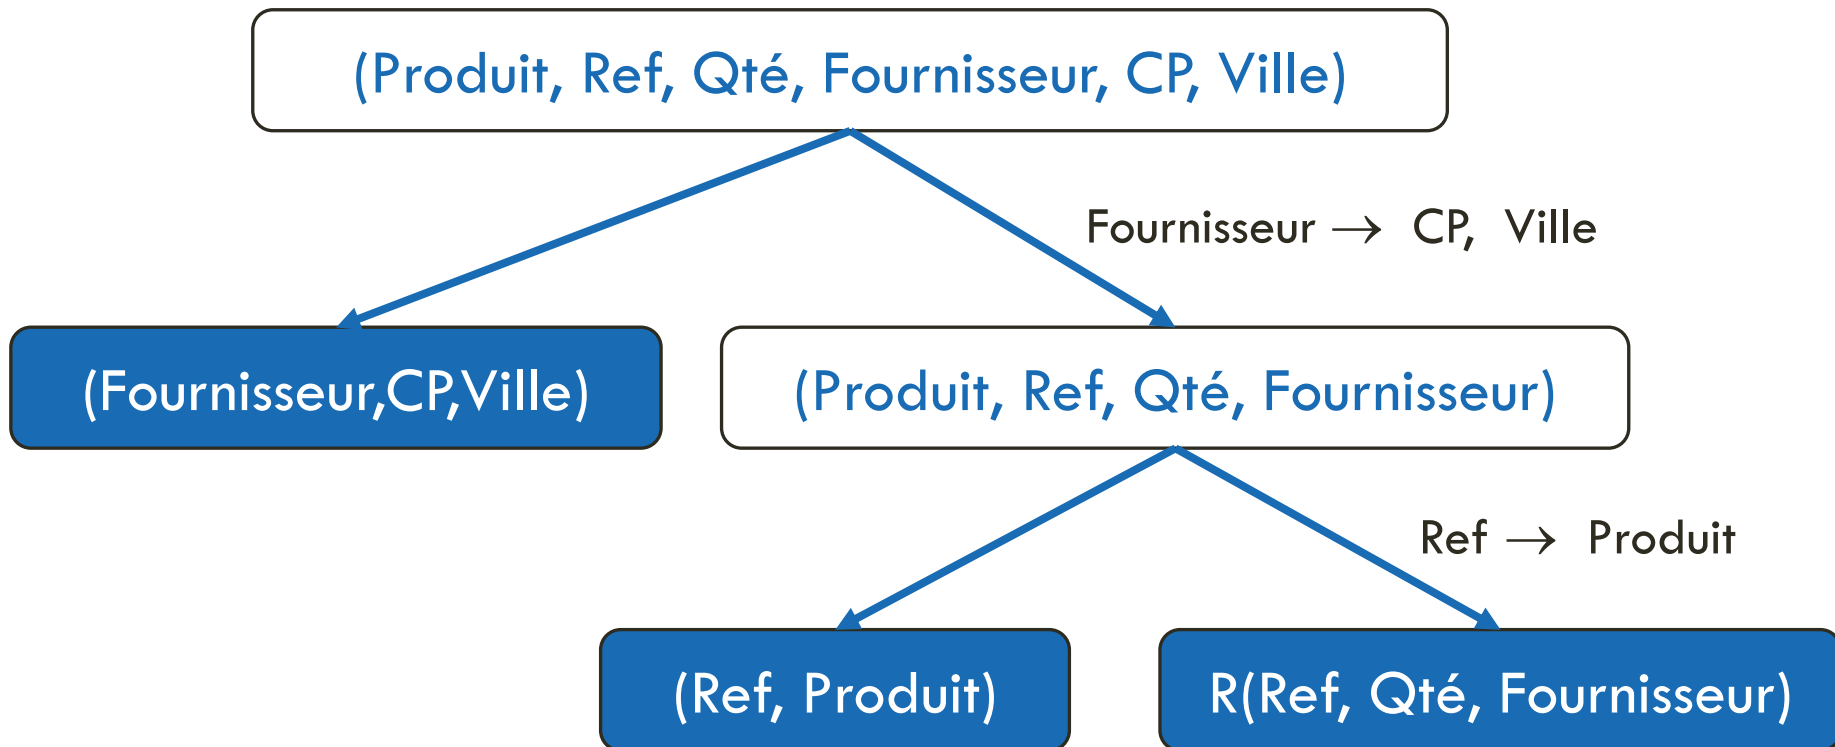 (Produit, Ref, Qté, Fournisseur, CP, Ville)
Fournisseur → CP, Ville
(Fournisseur,CP,Ville)
(Produit, Ref, Qté, Fournisseur)
Ref → Produit
(Ref, Produit)
R(Ref, Qté, Fournisseur)